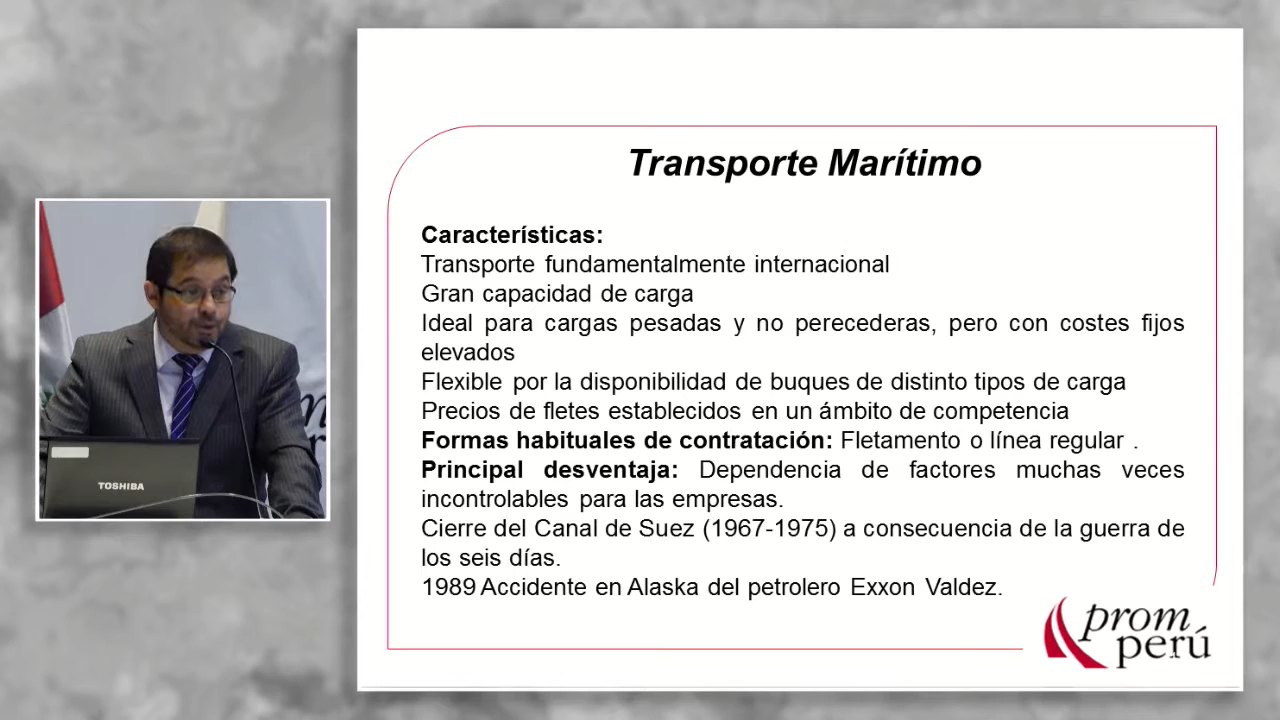 Transporte Marítimo
Características:
Transporte fundamentalmente internacional
Gran capacidad de carga
Ideal para cargas pesadas y no perecederas, pero con costes fijos
elevados
Flexible por la disponibilidad de buques de distinto tipos de carga
Precios de fletes establecidos en un ámbito de competencia
Formas habituales de contratación: Fletamento o línea regular .
Principal desventaja: Dependencia de factores muchas veces
incontrolables para las empresas.
Cierre del Canal de Suez (1967-1975) a consecuencia de la guerra de
los seis días.
1989 Accidente en Alaska del petrolero Exxon Valdez.
prom
perú
TOSHIBA